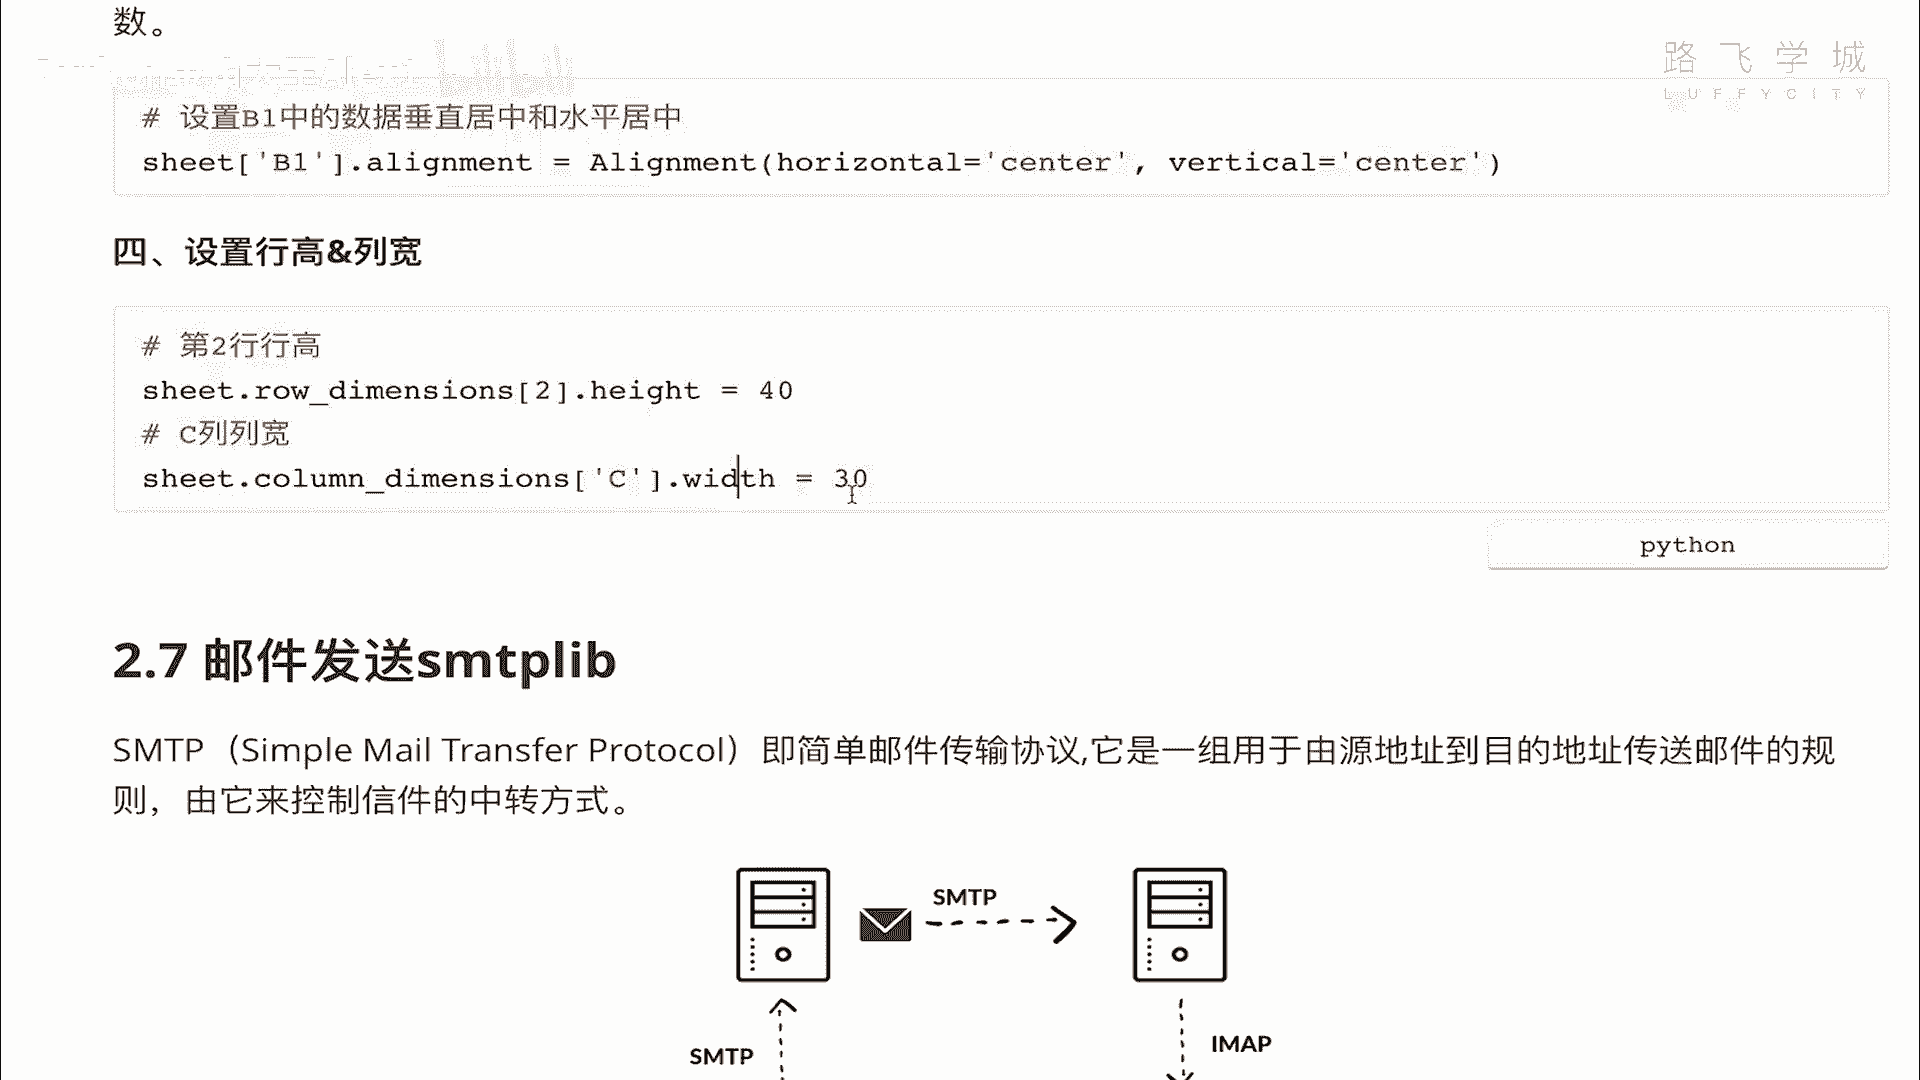 数。
路飞学城
LUFFYCITY
# 设置B1中的数据垂直居中和水平居中
sheet['B1'].alignment = Alignment(horizontal='center', vertical='center')
四、设置行高&列宽
# 第2行行高
sheet.row_dimensions[2].height = 40
# C列列宽
sheet.column_dimensions['C'].width = 30
python
2.7 邮件发送smtplib
SMTP（Simple Mail Transfer Protocol）即简单邮件传输协议,它是一组用于由源地址到目的地址传送邮件的规
则，由它来控制信件的中转方式。
SMTP
SMTP
IMAP